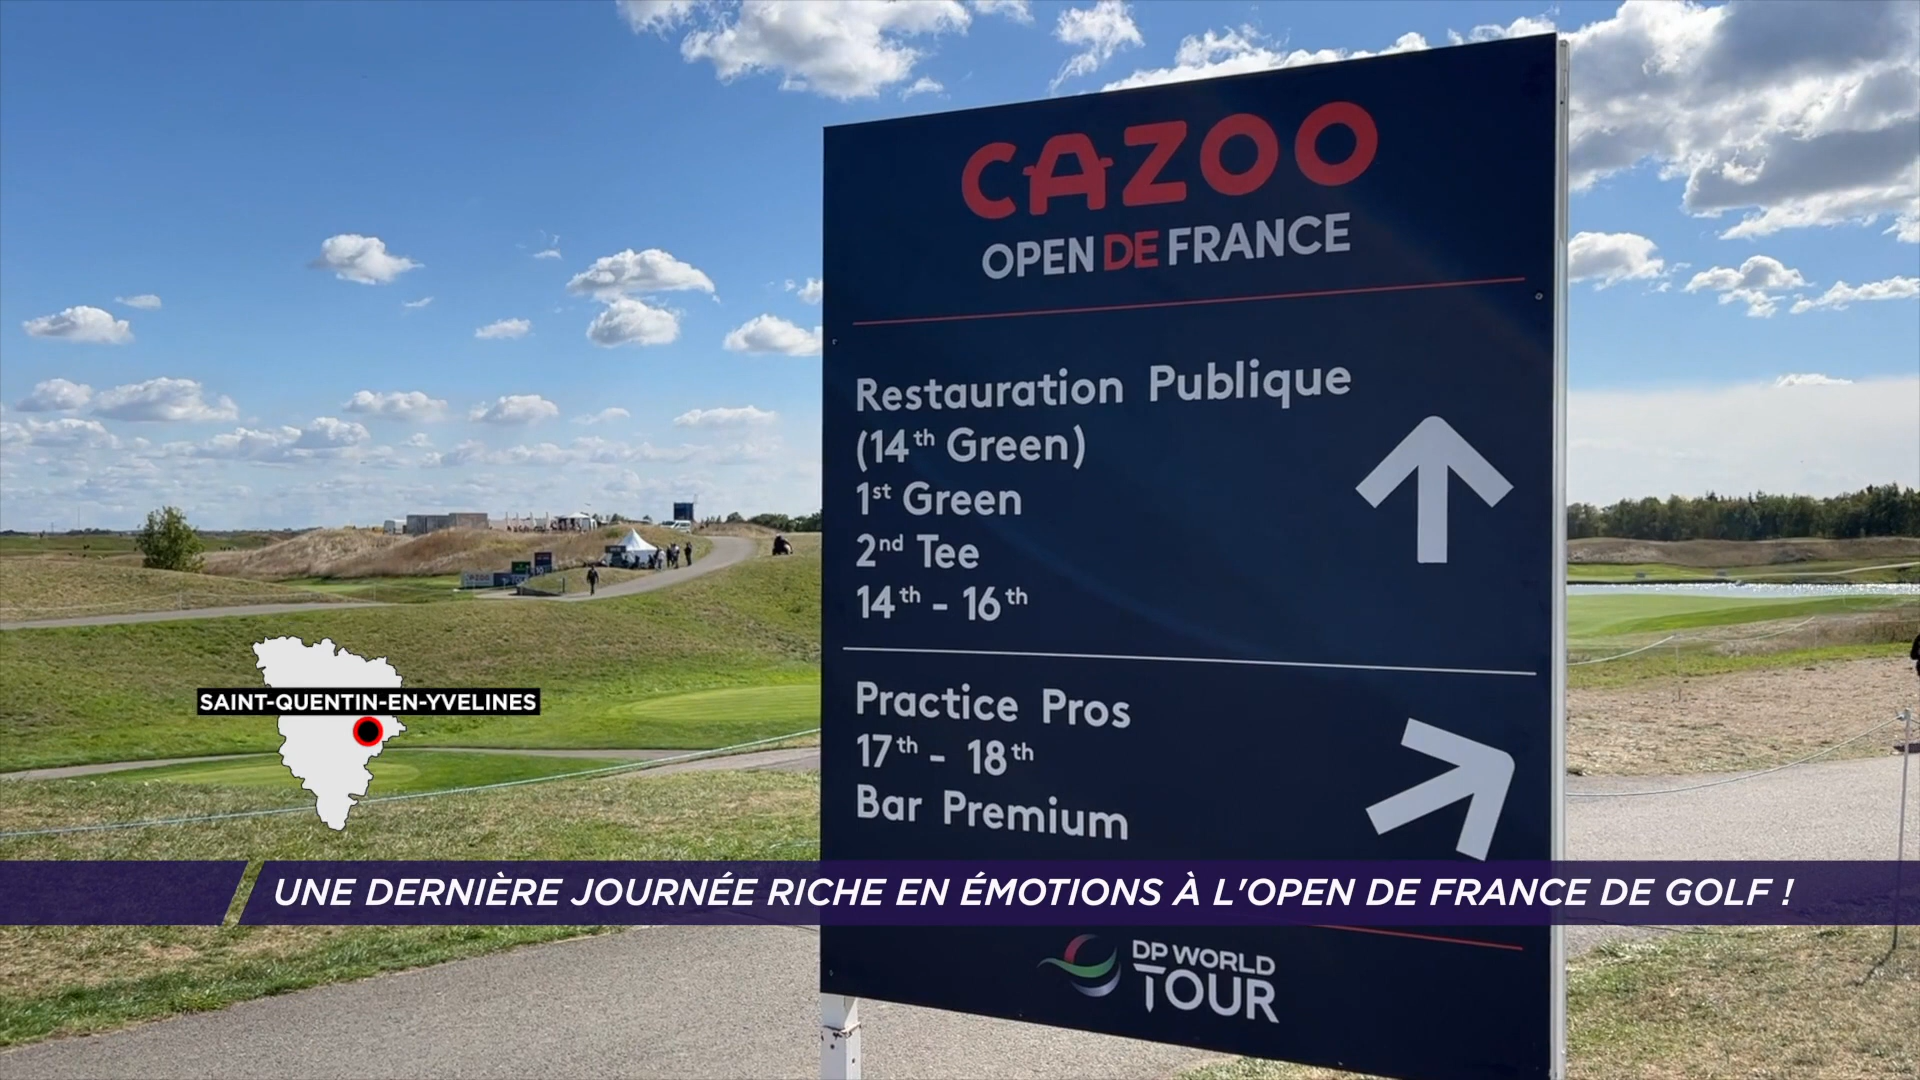 CAZOO
OPEN DE FRANCE
Restauration Publique
(14th Green)
1st Green
2nd Tee
14th - 16th
Practice Pros
17th - 18th
Bar Premium
SAINT-QUENTIN-EN-YVELINES
UNE DERNIÈRE JOURNÉE RICHE EN ÉMOTIONS À L'OPEN DE FRANCE DE GOLF !
DP WORLD
TOUR